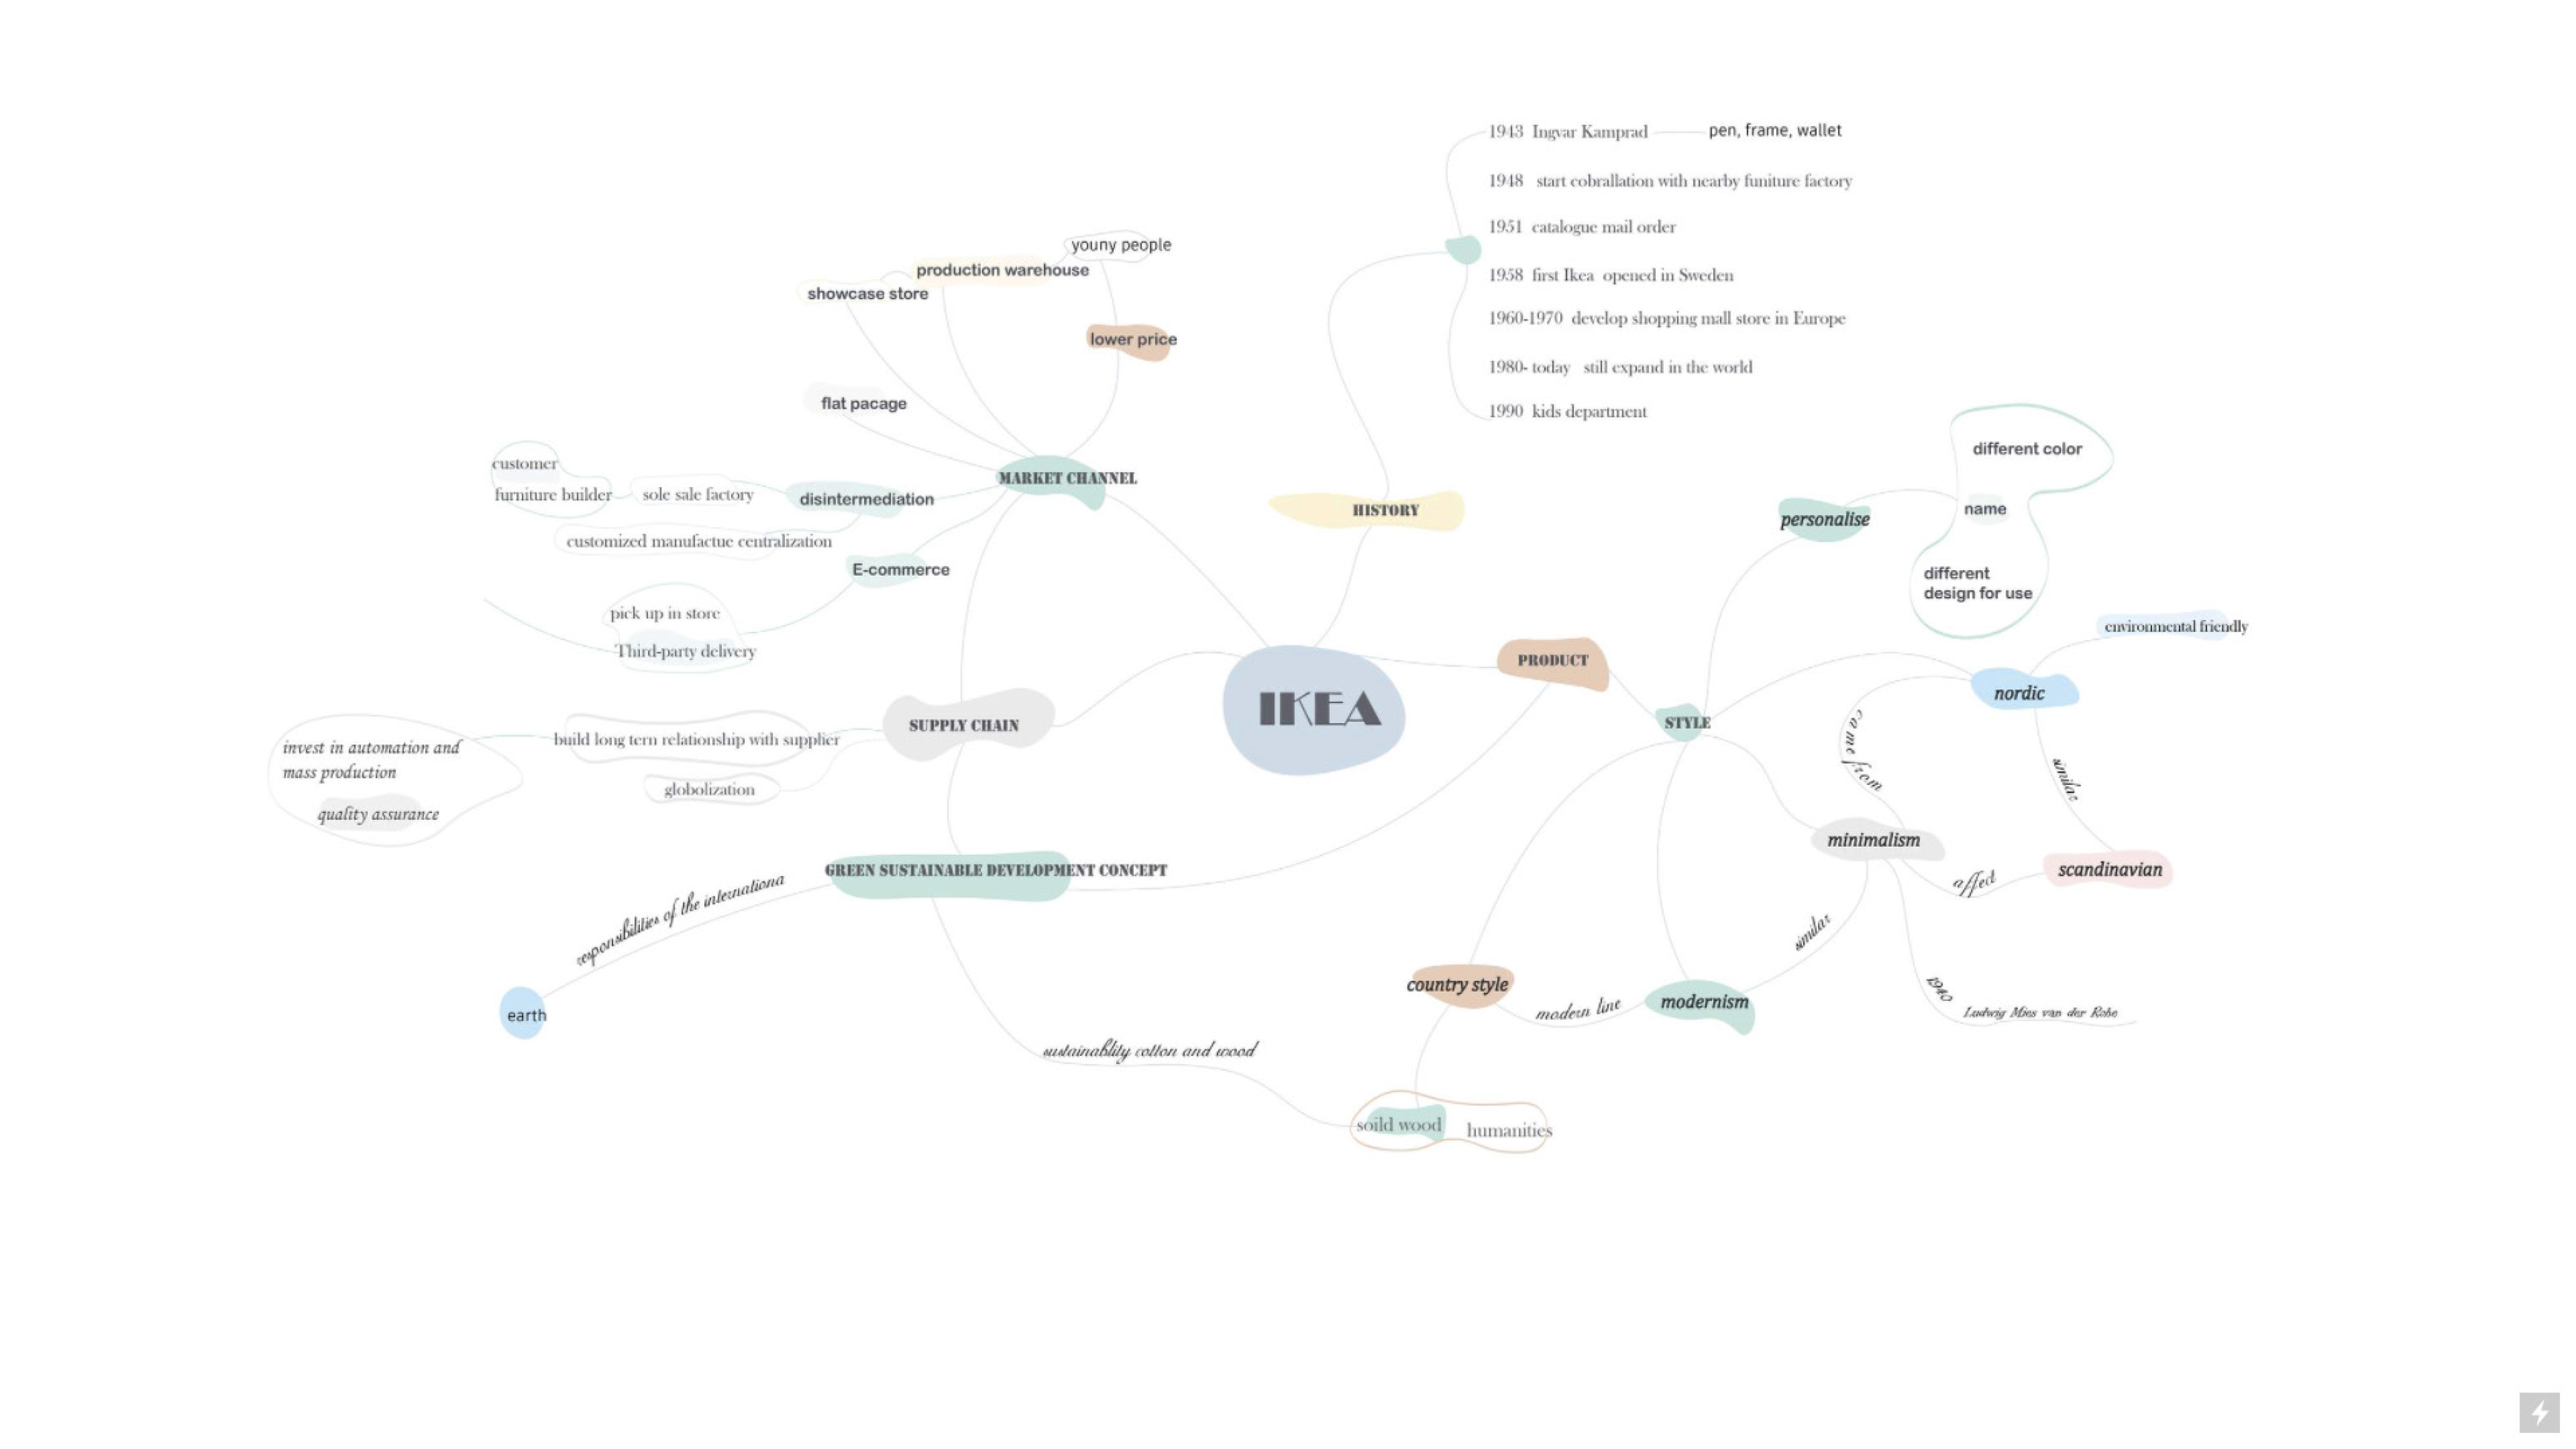 1943 Ingvar Kamprad pen, frame, wallet
1948 start cobrallation with nearby funiture factory
1951 catalogue mail order
1958 first Ikea opened in Sweden
1960-1970 develop shopping mall store in Europe
1980- today still expand in the world
1990 kids department
youny people
production warehouse
showcase store
lower price
flat pacage
MARKET CHANNEL
customer
furniture builder
sole sale factory
disintermediation
customized manufactue centralization
E-commerce
pick up in store
Third-party delivery
HISTORY
different color
name
different
design for use
personalise
environmental friendly
PRODUCT
nordic
IKEA
STYLE
SUPPLY CHAIN
build long tern relationship with supplier
globolization
invest in automation and
mass production
quality assurance
came from
similar
minimalism
scandinavian
affect
GREEN SUSTAINABLE DEVELOPMENT CONCEPT
responsibilities of the internationa
earth
similar
country style
modern line
modernism
1940
Ludwig Mies van der Rohe
sustainablity cotton and wood
soild wood
humanities